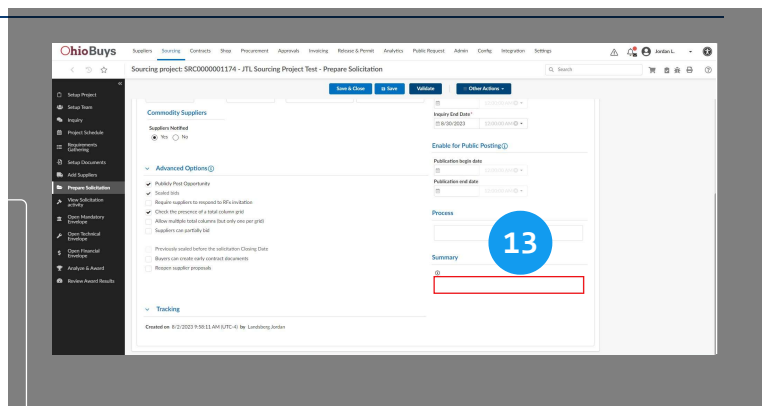 OhioBuys
Suppliers Sourcing Contracts Shop Procurement Approvals Invoicing Release & Permit Analytics Public Request Admin Config Integration Settings
Jordan L.
Sourcing project: SRC0000001174 - JTL Sourcing Project Test - Prepare Solicitation
Search
Save & Close Save Validate Other Actions
Setup Project
Setup Team
Inquiry
Project Schedule
Requirements Gathering
Setup Documents
Add Suppliers
Prepare Solicitation
View Solicitation activity
Open Mandatory Envelope
Open Technical Envelope
Open Financial Envelope
Analyze & Award
Review Award Results
Commodity Suppliers
Suppliers Notified
Yes No
Advanced Options
Publicly Post Opportunity
Sealed bids
Require suppliers to respond to RFx invitation
Check the presence of a total column grid
Allow multiple total columns (but only one per grid)
Suppliers can partially bid
Previously sealed before the solicitation Closing Date
Buyers can create early contract documents
Reopen supplier proposals
Tracking
Created on 8/2/2023 9:58:11 AM (UTC-4) by Landsberg Jordan
Inquiry End Date*
8/30/2023
Enable for Public Posting
Publication begin date
Publication end date
Process
13
Summary